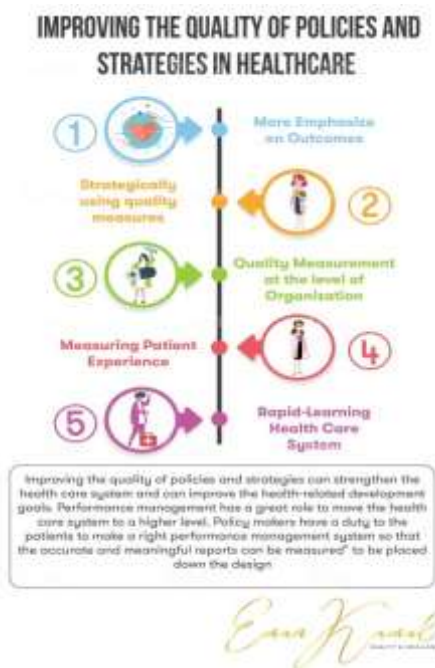 IMPROVING THE QUALITY OF POLICIES AND
STRATEGIES IN HEALTHCARE
1
More Emphasize
on Outcomes
Strategically
using quality
measures
2
3
Quality Measurement
at the level of
Organisation
Measuring Patient
Experience
4
5
Rapid-Learning
Health Care
System
Improving the quality of policies and strategies can strengthen the
health care system and can improve the health-related development
goals. Performance management has a great role to move the health
care system to a higher level. Policy makers have a duty to the
patients to make a right performance management system so that
the accurate and meaningful reports can be measured" to be placed
down the design